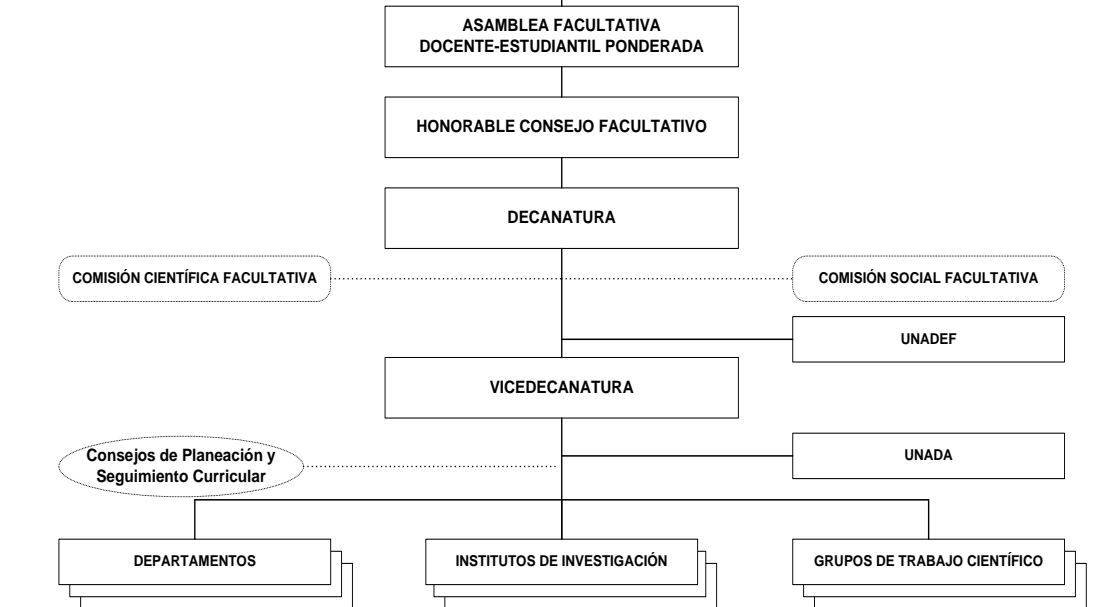 ASAMBLEA FACULTATIVA
DOCENTE-ESTUDIANTIL PONDERADA
HONORABLE CONSEJO FACULTATIVO
DECANATURA
COMISIÓN CIENTÍFICA FACULTATIVA
COMISIÓN SOCIAL FACULTATIVA
UNADEF
VICEDECANATURA
Consejos de Planeación y
Seguimiento Curricular
UNADA
DEPARTAMENTOS
INSTITUTOS DE INVESTIGACIÓN
GRUPOS DE TRABAJO CIENTÍFICO